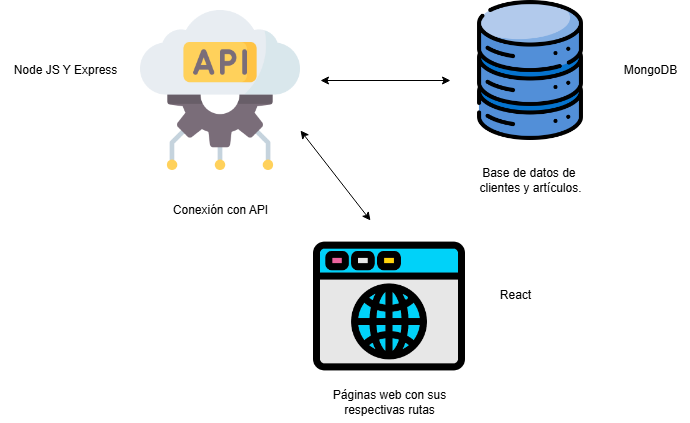 API
Node JS Y Express
MongoDB
Base de datos de
clientes y artículos.
Conexión con API
React
Páginas web con sus
respectivas rutas